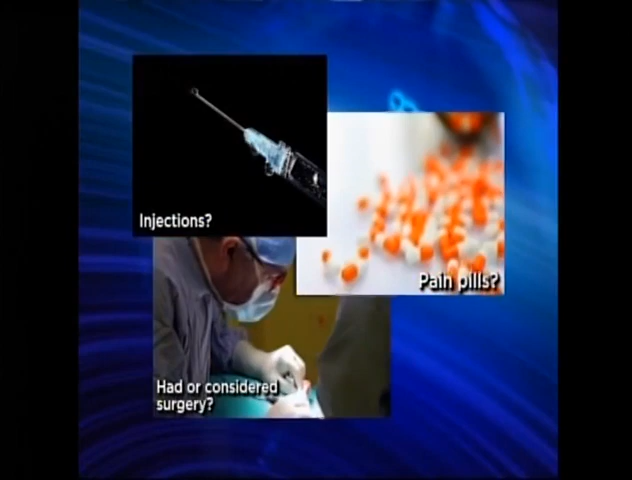 Injections?
Pain pills?
Had or considered
surgery?